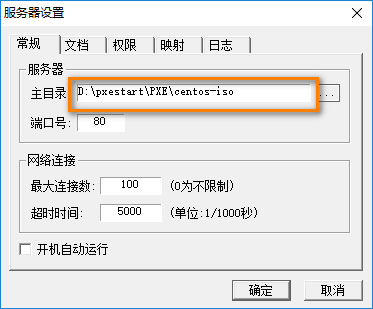 服务器设置
常规 文档 权限 映射 日志
服务器
主目录: D:\pxestart\PXE\centos-iso ...
端口号: 80
网络连接
最大连接数: 100 (0为不限制)
超时时间: 5000 (单位:1/1000秒)
开机自动运行
确定 取消